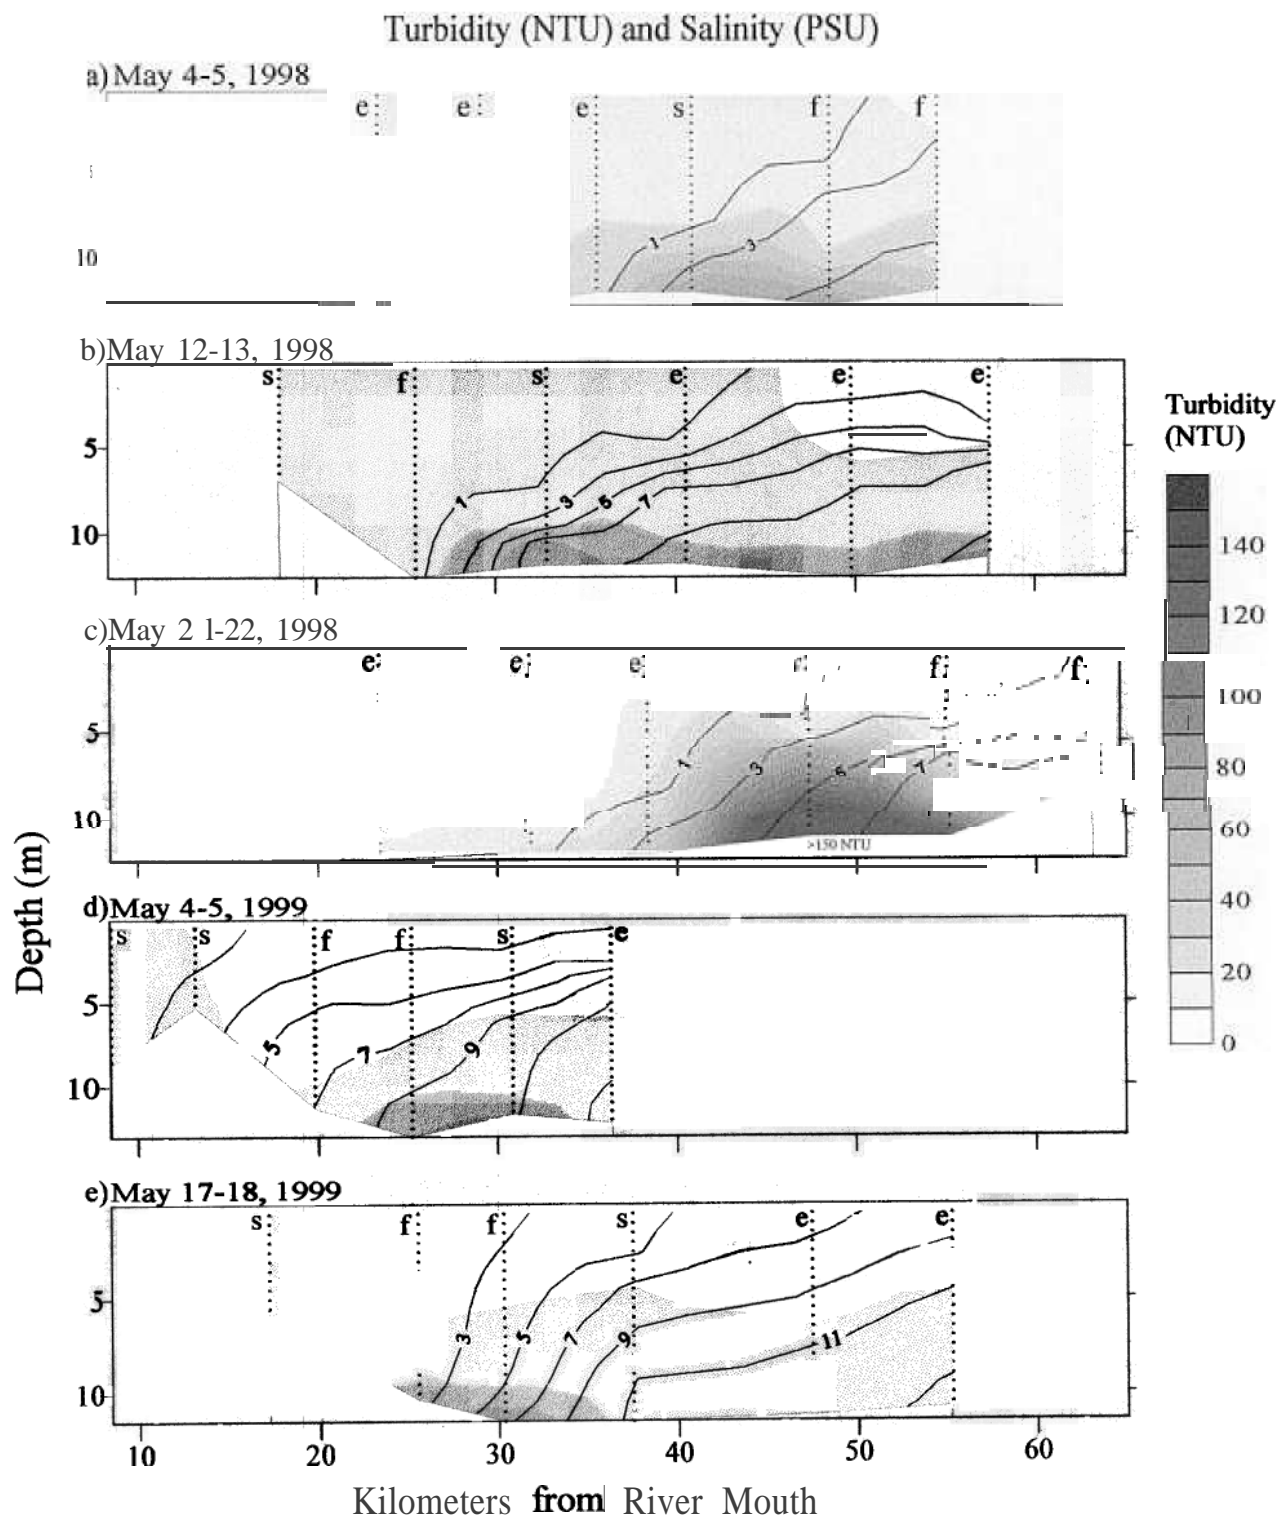 Turbidity (NTU) and Salinity (PSU)
a) May 4-5, 1998
e e e s f f
10
1 3
b)May 12-13, 1998
s f s e e e
5
10
1 3 5 7
Turbidity
(NTU)
140
120
100
80
60
40
20
0
c)May 2 l-22, 1998
e e e f f
5
10
1 3 7
>150 NTU
d)May 4-5, 1999
s s f f s e
5
10
5 7 9
e)May 17-18, 1999
s f f s e e
5
10
3 5 7 9 11
10 20 30 40 50 60
Depth (m)
Kilometers from River Mouth